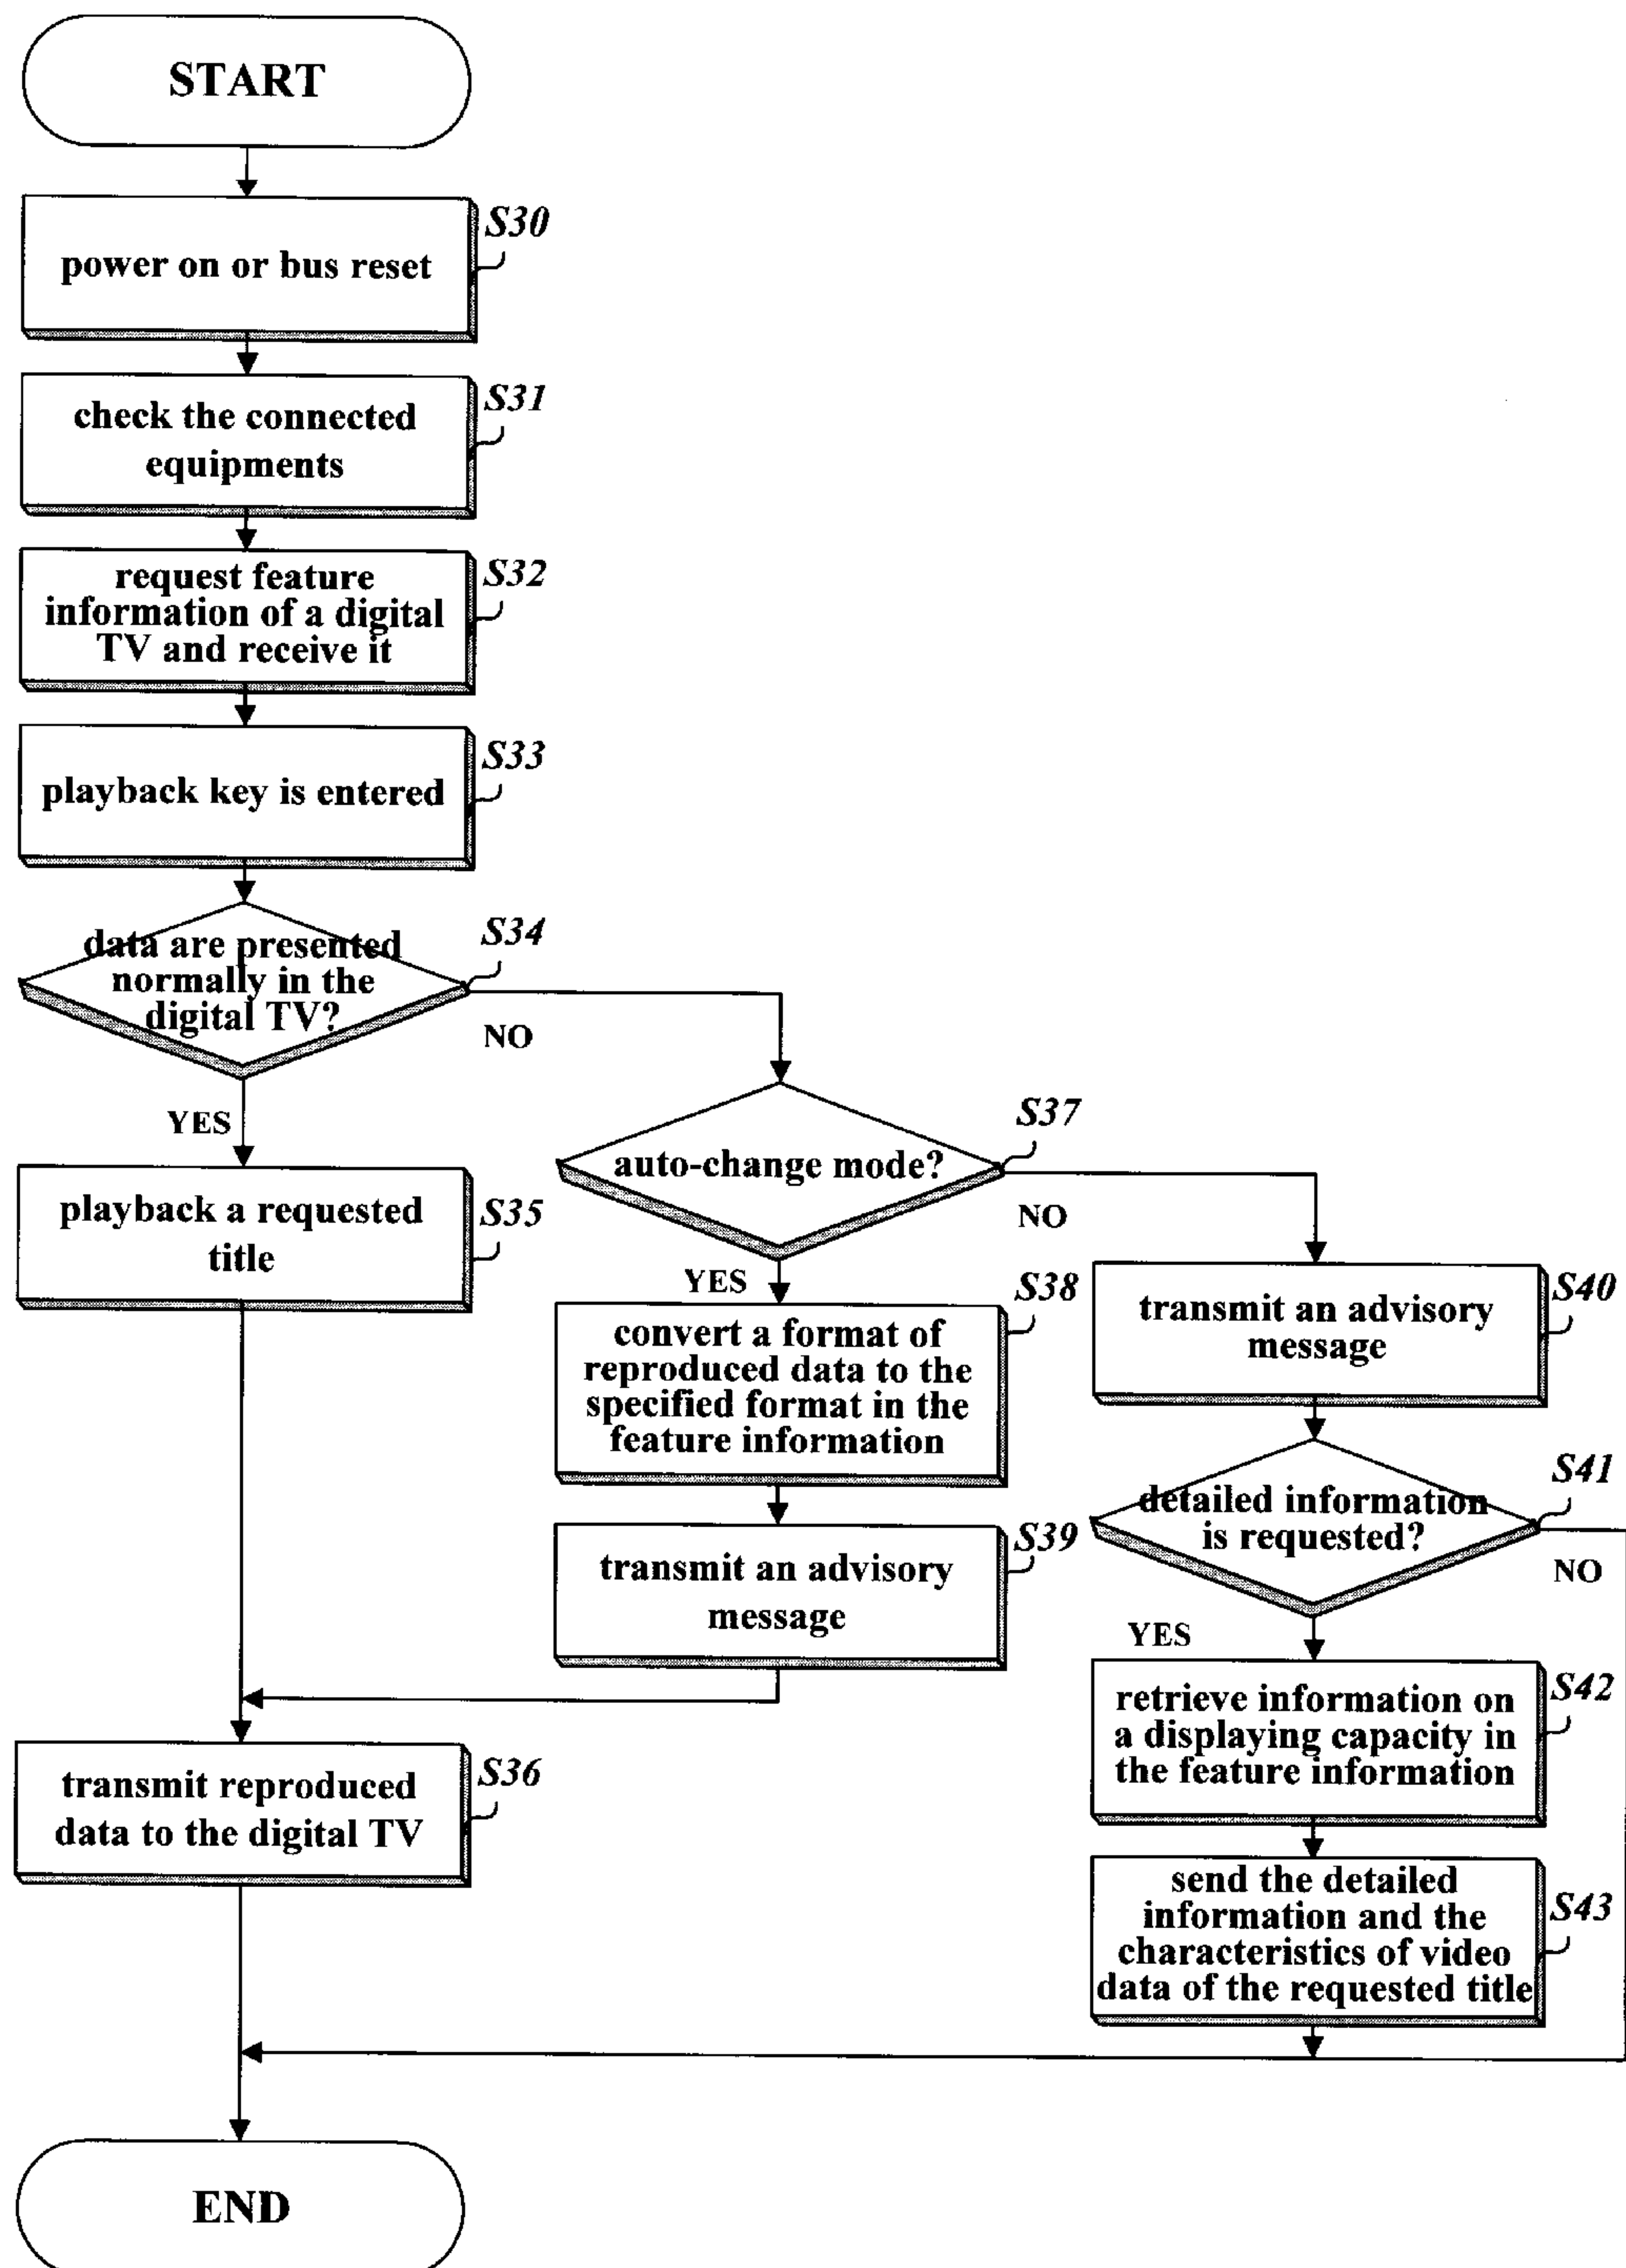 START
power on or bus reset
S30
check the connected
equipments
S31
request feature
information of a digital
TV and receive it
S32
playback key is entered
S33
data are presented
normally in the
digital TV?
S34
NO
YES
playback a requested
title
S35
auto-change mode?
S37
NO
YES
convert a format of
reproduced data to the
specified format in the
feature information
S38
transmit an advisory
message
S39
transmit an advisory
message
S40
detailed information
is requested?
S41
NO
YES
retrieve information on
a displaying capacity in
the feature information
S42
send the detailed
information and the
characteristics of video
data of the requested title
S43
transmit reproduced
data to the digital TV
S36
END